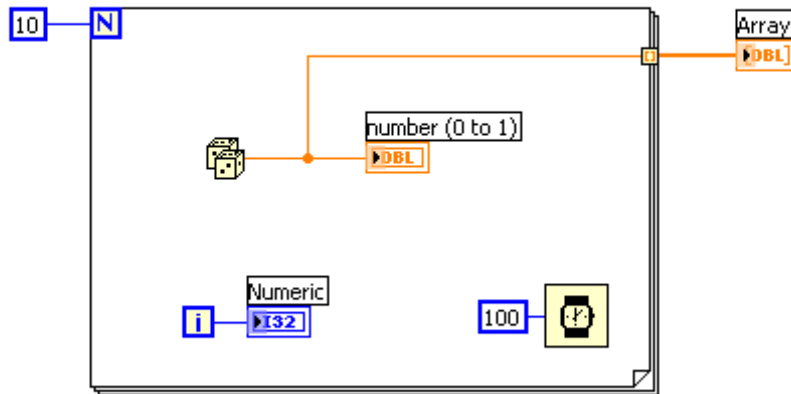 10
N
Array
DBL]
number (0 to 1)
DBL
Numeric
i
I32
100